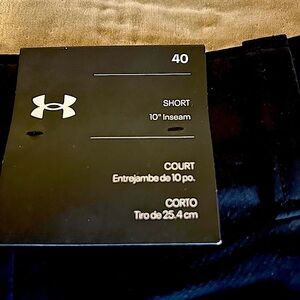 40
SHORT
10" Inseam
COURT
Entrejambe de 10 po.
CORTO
Tiro de 25.4 cm